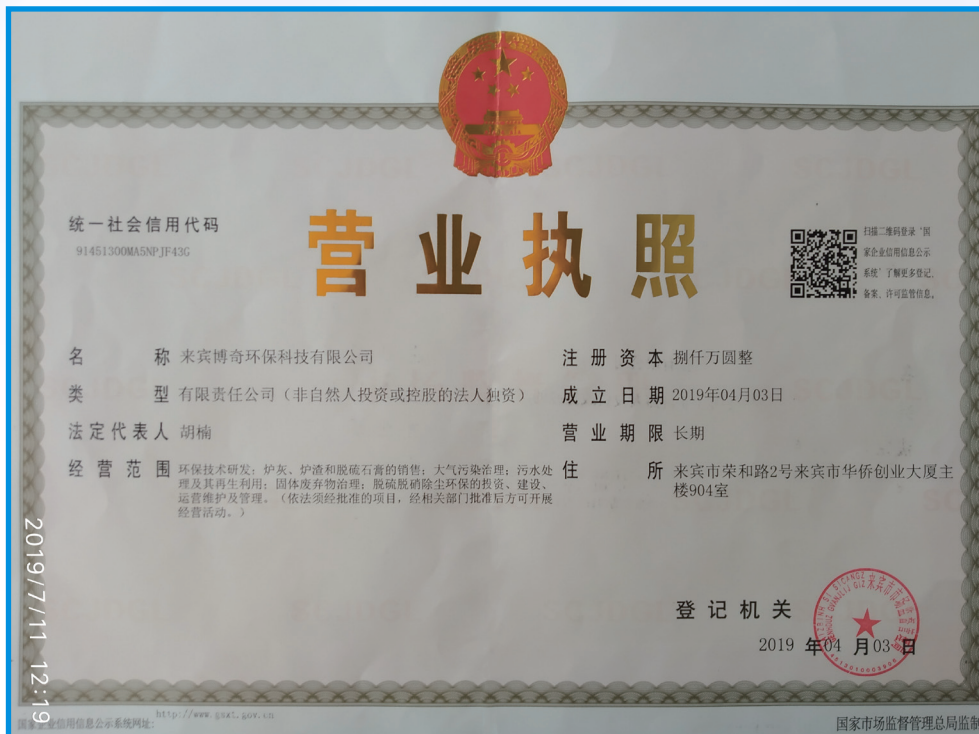 统一社会信用代码
91451300MA5NPJF43G
营业执照
扫描二维码登录‘国
家企业信用信息公示
系统’了解更多登记、
备案、许可监管信息。
名称 来宾博奇环保科技有限公司
类型 有限责任公司（非自然人投资或控股的法人独资）
法定代表人 胡楠
经营范围 环保技术研发；炉灰、炉渣和脱硫石膏的销售；大气污染治理；污水处
理及其再生利用；固体废弃物治理；脱硫脱硝除尘环保的投资、建设、
运营维护及管理。（依法须经批准的项目，经相关部门批准后方可开展
经营活动。）
注册资本 捌仟万圆整
成立日期 2019年04月03日
营业期限 长期
住所 来宾市荣和路2号来宾市华侨创业大厦主
楼904室
登记机关
2019 年04 月03 日
2019/7/11 12:19
国家企业信用信息公示系统网址:
http://www.gsxt.gov.cn
国家市场监督管理总局监制